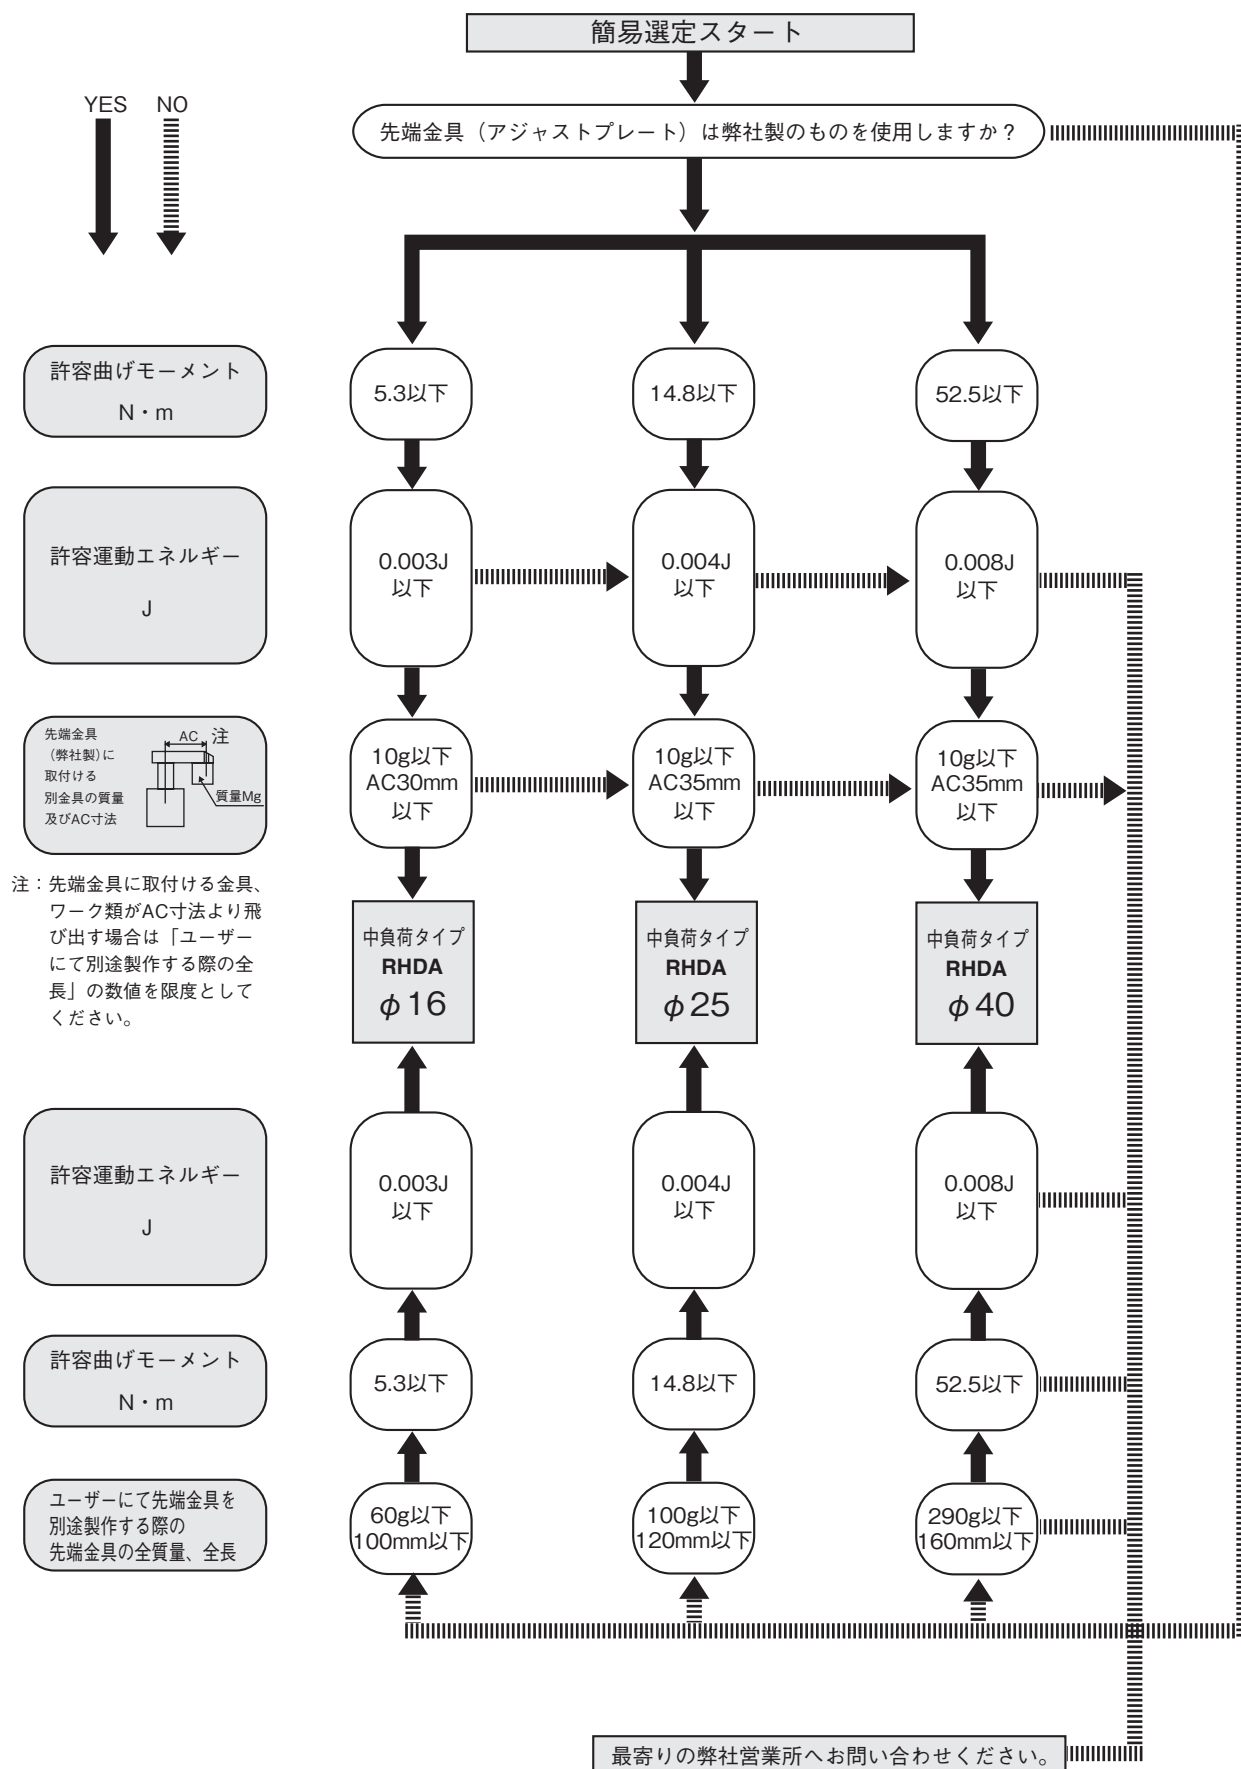 簡易選定スタート
YES NO
先端金具（アジャストプレート）は弊社製のものを使用しますか？
許容曲げモーメント
N・m
5.3以下
14.8以下
52.5以下
許容運動エネルギー
J
0.003J
以下
0.004J
以下
0.008J
以下
先端金具
（弊社製）に
取付ける
別金具の質量
及びAC寸法
AC 注
質量Mg
10g以下
AC30mm
以下
10g以下
AC35mm
以下
10g以下
AC35mm
以下
注：先端金具に取付ける金具、
ワーク類がAC寸法より飛
び出す場合は「ユーザー
にて別途製作する際の全
長」の数値を限度として
ください。
中負荷タイプ
RHDA
φ16
中負荷タイプ
RHDA
φ25
中負荷タイプ
RHDA
φ40
許容運動エネルギー
J
0.003J
以下
0.004J
以下
0.008J
以下
許容曲げモーメント
N・m
5.3以下
14.8以下
52.5以下
ユーザーにて先端金具を
別途製作する際の
先端金具の全質量、全長
60g以下
100mm以下
100g以下
120mm以下
290g以下
160mm以下
最寄りの弊社営業所へお問い合わせください。